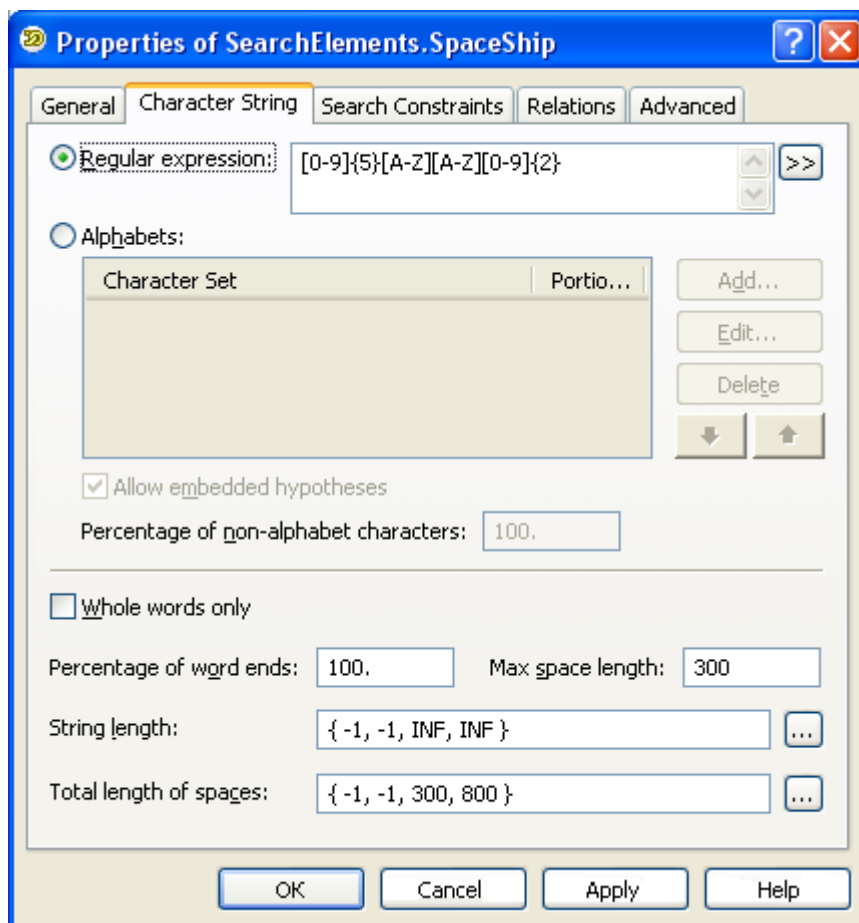 Properties of SearchElements.SpaceShip
General Character String Search Constraints Relations Advanced
Regular expression: [0-9]{5}[A-Z][A-Z][0-9]{2} >>
Alphabets:
Character Set Portio... Add...
Edit...
Delete
Allow embedded hypotheses
Percentage of non-alphabet characters: 100.
Whole words only
Percentage of word ends: 100. Max space length: 300
String length: { -1, -1, INF, INF } ...
Total length of spaces: { -1, -1, 300, 800 } ...
OK Cancel Apply Help